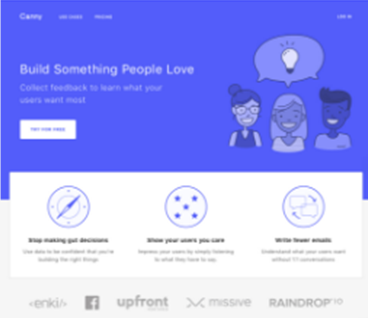 Canny
USE CASES
PRICING
LOG IN
Build Something People Love
Collect feedback to learn what your
users want most
TRY FOR FREE
Stop making gut decisions
Use data to be confident that you're
building the right things
Show your users you care
Impress your users by simply listening
to what they have to say
Write fewer emails
Understand what your users want
without 1:1 conversations
<enki/>
upfront
missive
RAINDROP.IO